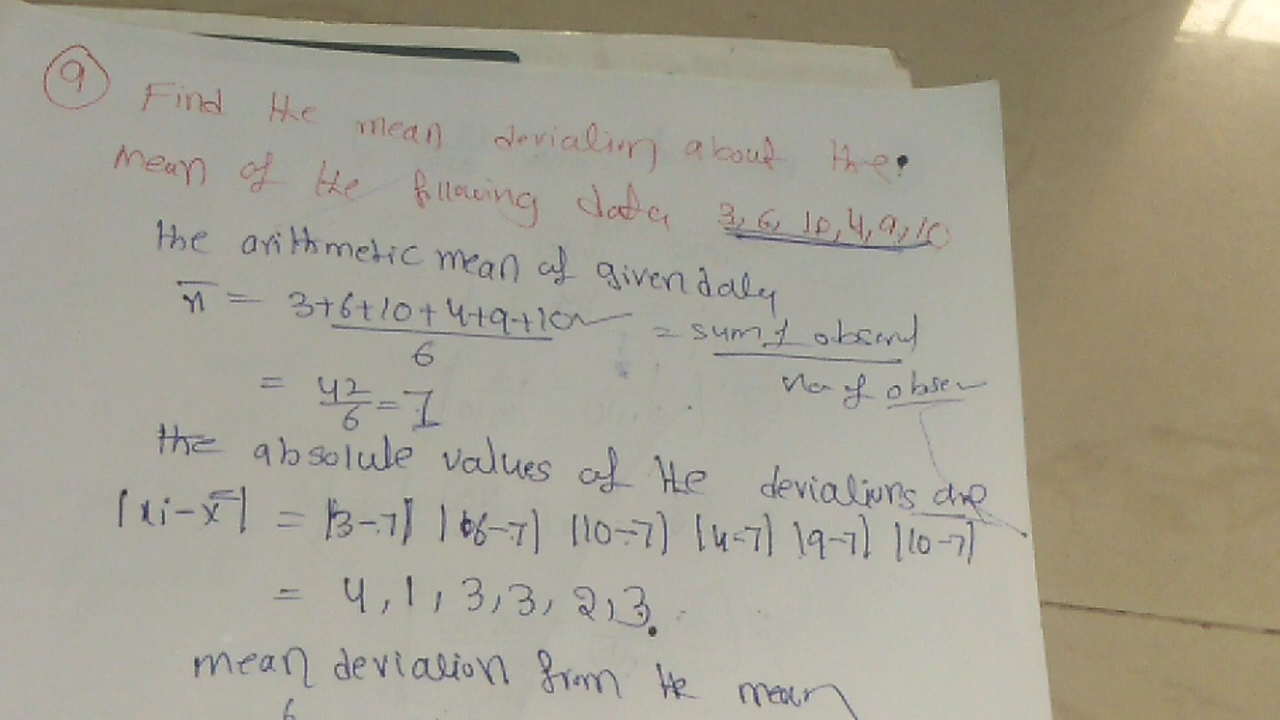 9 Find the mean deviation about the
mean of the following data 3, 6, 10, 4, 9, 10
the arithmetic mean of given data
x̄ = 3+6+10+4+9+10 / 6 = sum of obser / No of obser
= 42/6 = 7
the absolute values of the deviations are
|xi-x̄| = |3-7| |6-7| |10-7| |4-7| |9-7| |10-7|
= 4, 1, 3, 3, 2, 3.
mean deviation from the mean
6